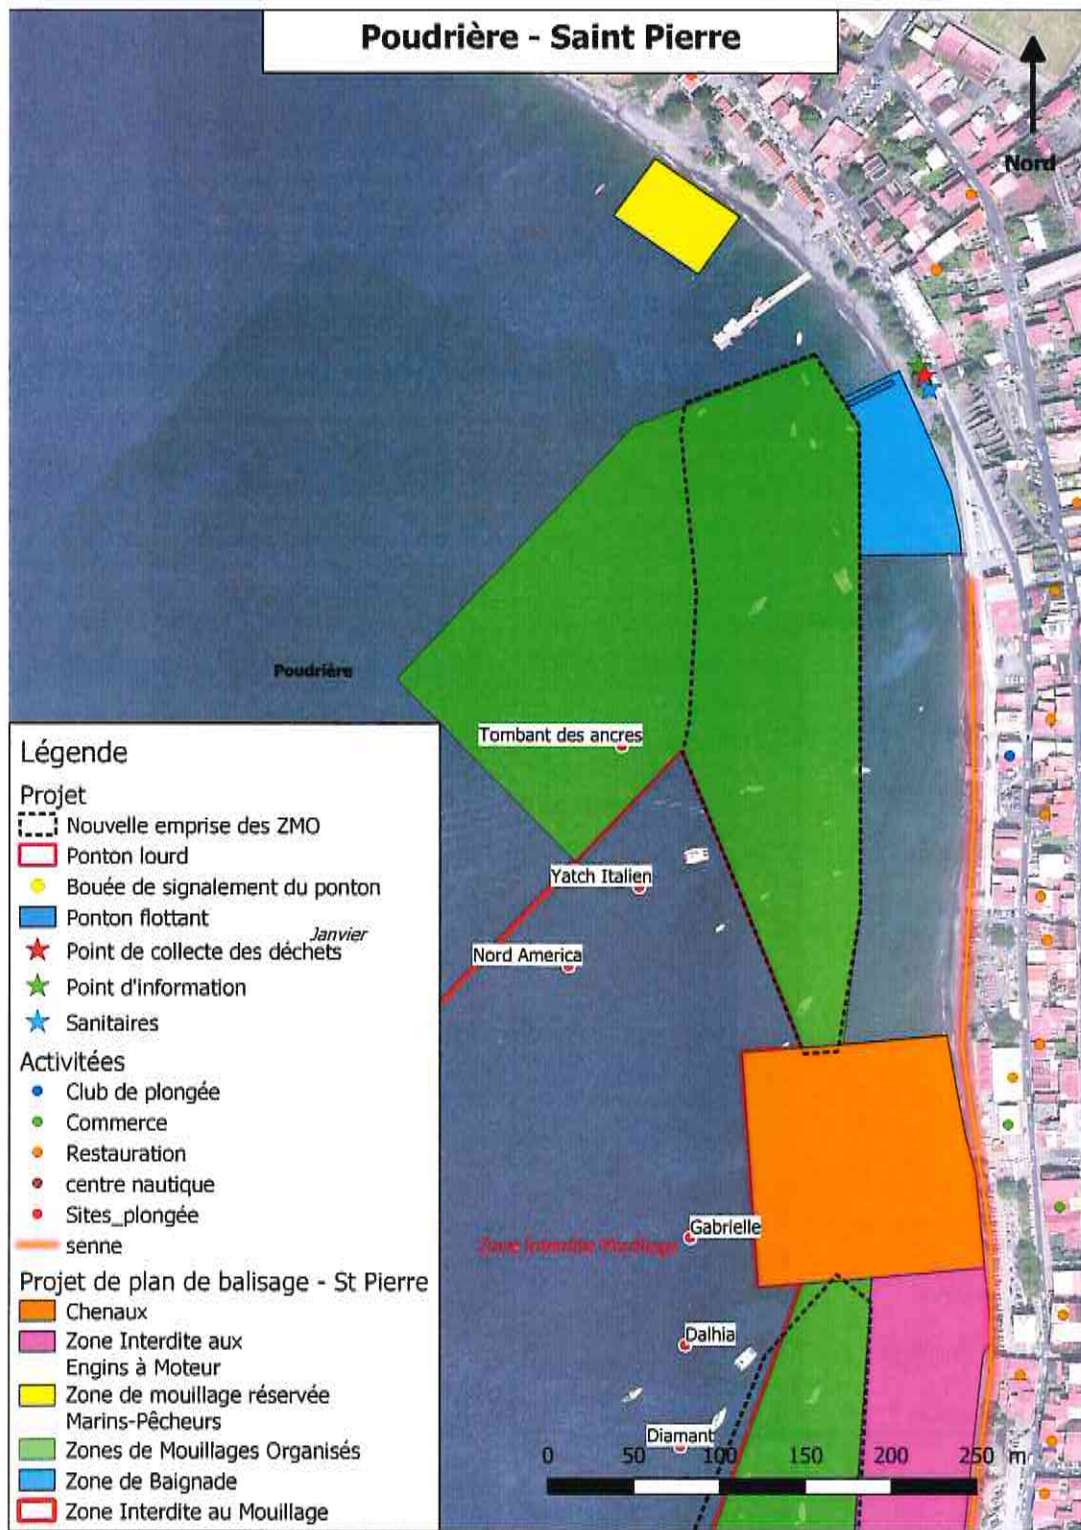 Poudrière - Saint Pierre
Nord
Poudrière
Tombant des ancres
Yatch Italien
Nord America
Gabrielle
Zone Interdite Mouillage
Dalhia
Diamant
0 50 100 150 200 250 m
Légende
Projet
Nouvelle emprise des ZMO
Ponton lourd
Bouée de signalement du ponton
Ponton flottant
Janvier
Point de collecte des déchets
Point d'information
Sanitaires
Activitées
Club de plongée
Commerce
Restauration
centre nautique
Sites_plongée
senne
Projet de plan de balisage - St Pierre
Chenaux
Zone Interdite aux
Engins à Moteur
Zone de mouillage réservée
Marins-Pêcheurs
Zones de Mouillages Organisés
Zone de Baignade
Zone Interdite au Mouillage